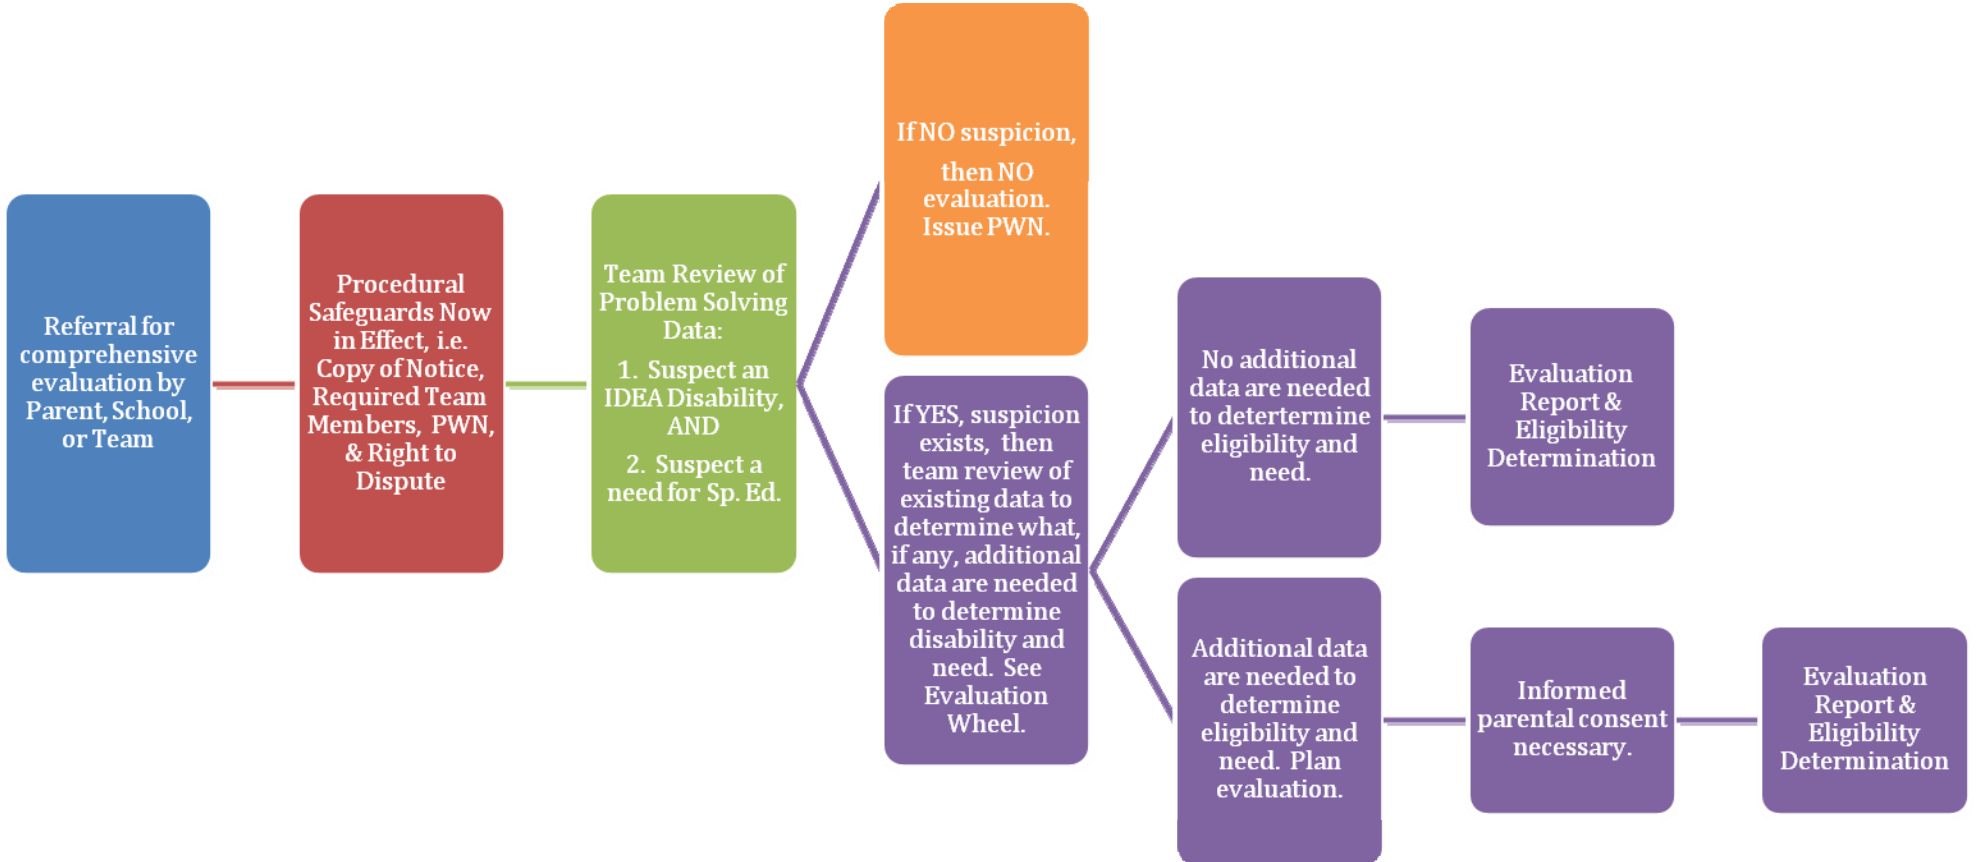 Referral for
comprehensive
evaluation by
Parent, School,
or Team
Procedural
Safeguards Now
in Effect, i.e.
Copy of Notice,
Required Team
Members, PWN,
& Right to
Dispute
Team Review of
Problem Solving
Data:
1. Suspect an
IDEA Disability,
AND
2. Suspect a
need for Sp. Ed.
If NO suspicion,
then NO
evaluation.
Issue PWN.
If YES, suspicion
exists, then
team review of
existing data to
determine what,
if any, additional
data are needed
to determine
disability and
need. See
Evaluation
Wheel.
No additional
data are needed
to detertermine
eligibility and
need.
Evaluation
Report &
Eligibility
Determination
Additional data
are needed to
determine
eligibility and
need. Plan
evaluation.
Informed
parental consent
necessary.
Evaluation
Report &
Eligibility
Determination